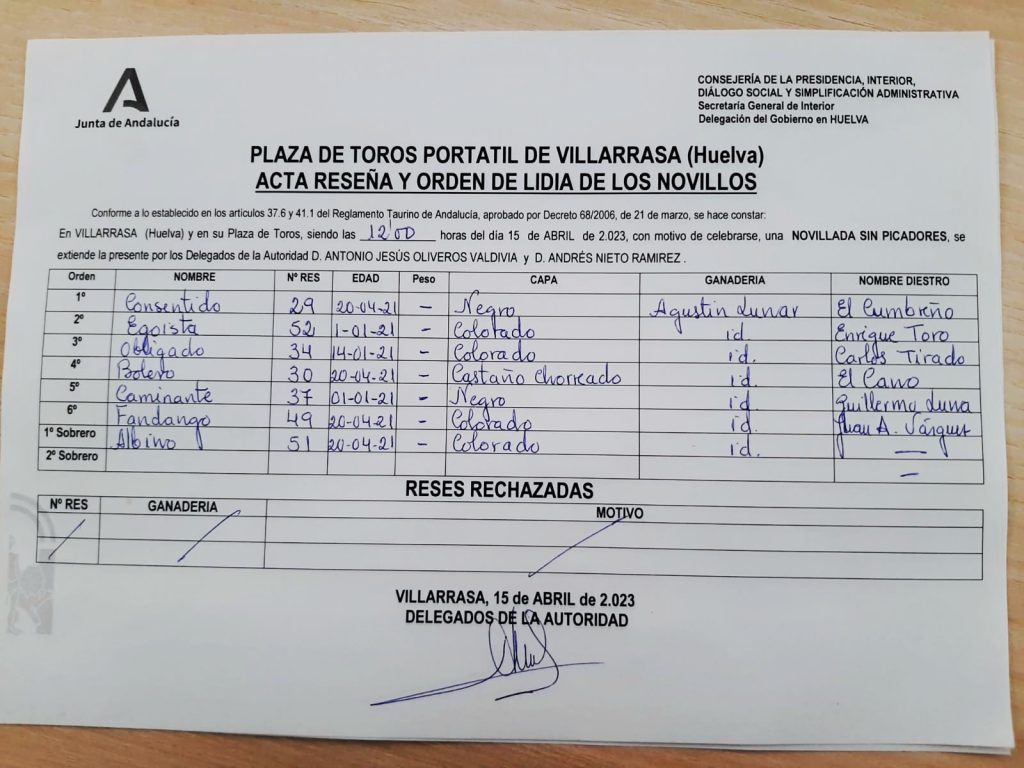 Junta de Andalucía
CONSEJERÍA DE LA PRESIDENCIA, INTERIOR,
DIÁLOGO SOCIAL Y SIMPLIFICACIÓN ADMINISTRATIVA
Secretaría General de Interior
Delegación del Gobierno en HUELVA
PLAZA DE TOROS PORTATIL DE VILLARRASA (Huelva)
ACTA RESEÑA Y ORDEN DE LIDIA DE LOS NOVILLOS
Conforme a lo establecido en los artículos 37.6 y 41.1 del Reglamento Taurino de Andalucía, aprobado por Decreto 68/2006, de 21 de marzo, se hace constar:
En VILLARRASA (Huelva) y en su Plaza de Toros, siendo las 12'00 horas del día 15 de ABRIL de 2.023, con motivo de celebrarse, una NOVILLADA SIN PICADORES, se
extiende la presente por los Delegados de la Autoridad D. ANTONIO JESÚS OLIVEROS VALDIVIA y D. ANDRÉS NIETO RAMIREZ .
Orden NOMBRE Nº RES EDAD Peso CAPA GANADERIA NOMBRE DIESTRO
1º Consentido 29 20-04-21 - Negro Agustin Lunar El Cumbreño
2º Egoista 52 1-01-21 - Colorado id Enrique Toro
3º Obligado 34 14-01-21 - Colorado id. Carlos Tirado
4º Bolero 30 20-04-21 - Castaño Chorreado id. El Cano
5º Caminante 37 01-01-21 - Negro id. Guillermo Luna
6º Fandango 49 20-04-21 - Colorado id. Juan A. Vázquez
1º Sobrero Albino 51 20-04-21 - Colorado id. —
2º Sobrero —
RESES RECHAZADAS
Nº RES GANADERIA MOTIVO
VILLARRASA, 15 de ABRIL de 2.023
DELEGADOS DE LA AUTORIDAD